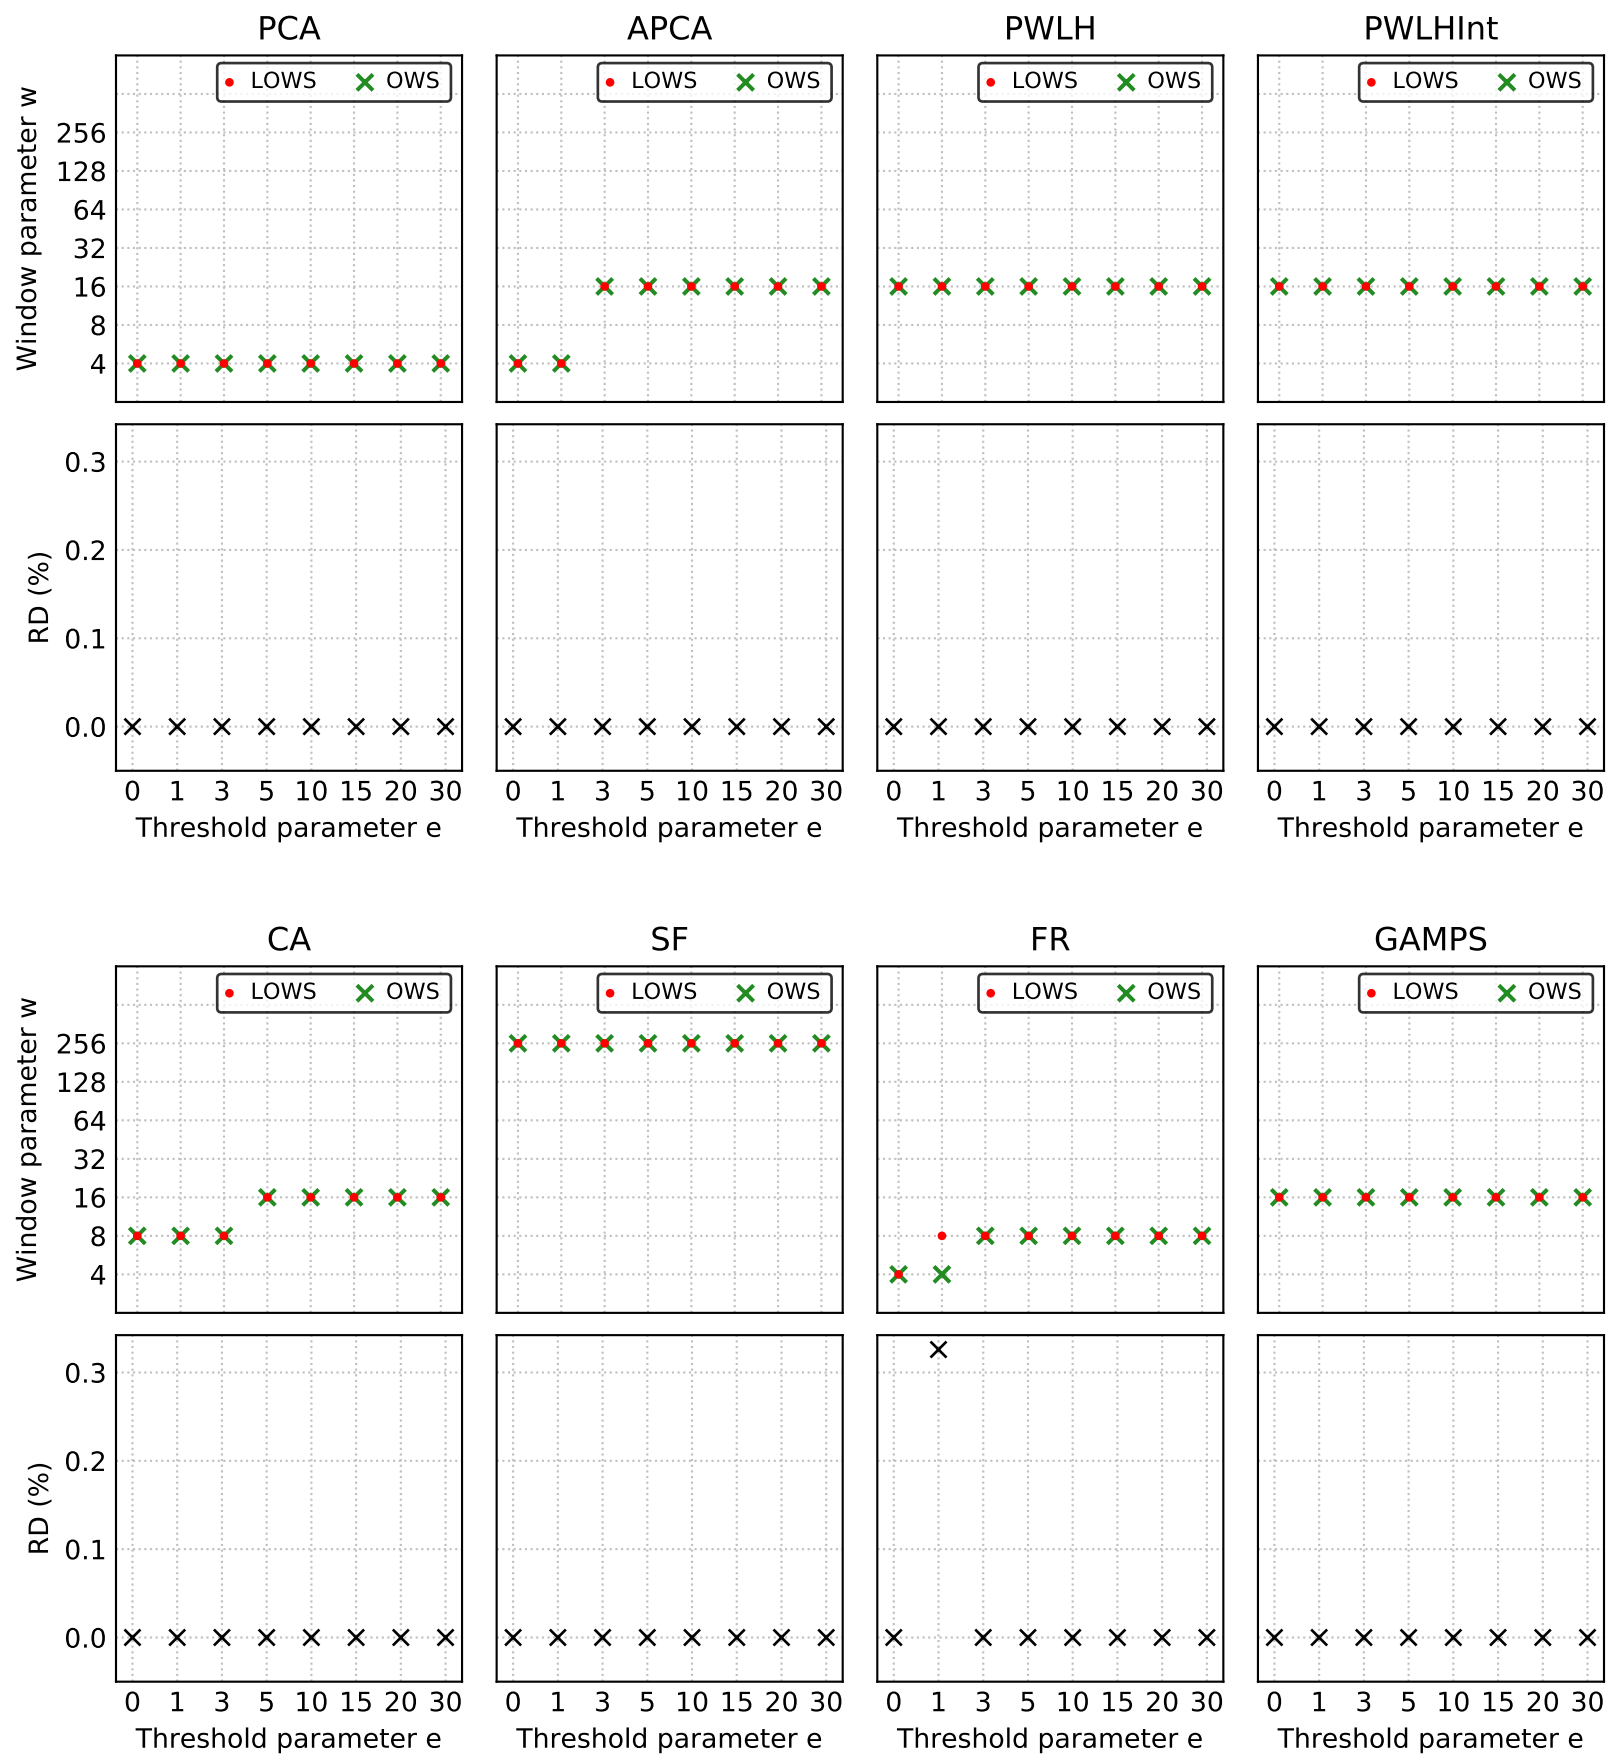 PCA APCA PWLH PWLHInt
LOWS OWS LOWS OWS LOWS OWS LOWS OWS
Window parameter w
256
128
64
32
16
8
4
RD (%)
0.3
0.2
0.1
0.0
0 1 3 5 10 15 20 30 0 1 3 5 10 15 20 30 0 1 3 5 10 15 20 30 0 1 3 5 10 15 20 30
Threshold parameter e Threshold parameter e Threshold parameter e Threshold parameter e
CA SF FR GAMPS
LOWS OWS LOWS OWS LOWS OWS LOWS OWS
Window parameter w
256
128
64
32
16
8
4
RD (%)
0.3
0.2
0.1
0.0
0 1 3 5 10 15 20 30 0 1 3 5 10 15 20 30 0 1 3 5 10 15 20 30 0 1 3 5 10 15 20 30
Threshold parameter e Threshold parameter e Threshold parameter e Threshold parameter e